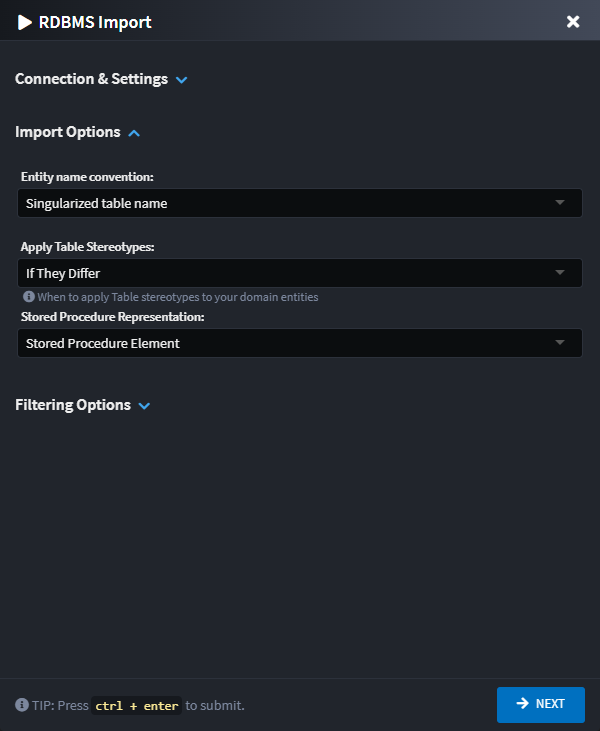 RDBMS Import
Connection & Settings
Import Options
Entity name convention:
Singularized table name
Apply Table Stereotypes:
If They Differ
When to apply Table stereotypes to your domain entities
Stored Procedure Representation:
Stored Procedure Element
Filtering Options
TIP: Press ctrl + enter to submit.
NEXT